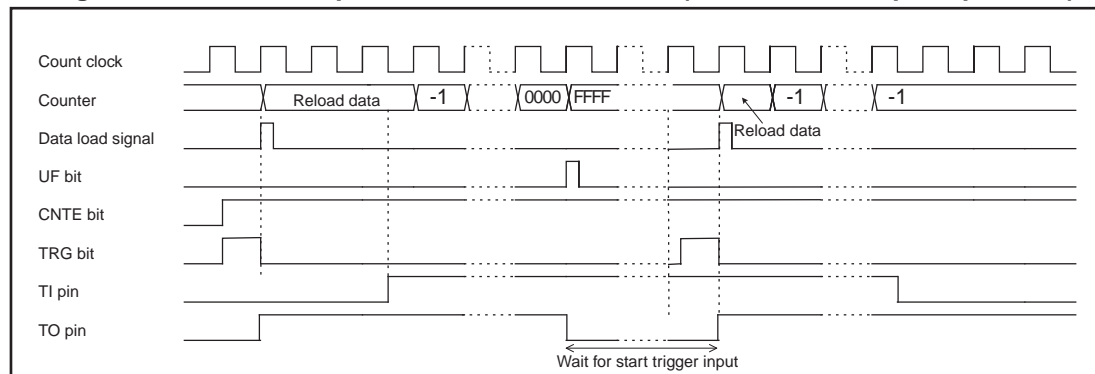 Count clock
Counter
Reload data -1 0000 FFFF -1 -1
Reload data
Data load signal
UF bit
CNTE bit
TRG bit
TI pin
TO pin
Wait for start trigger input